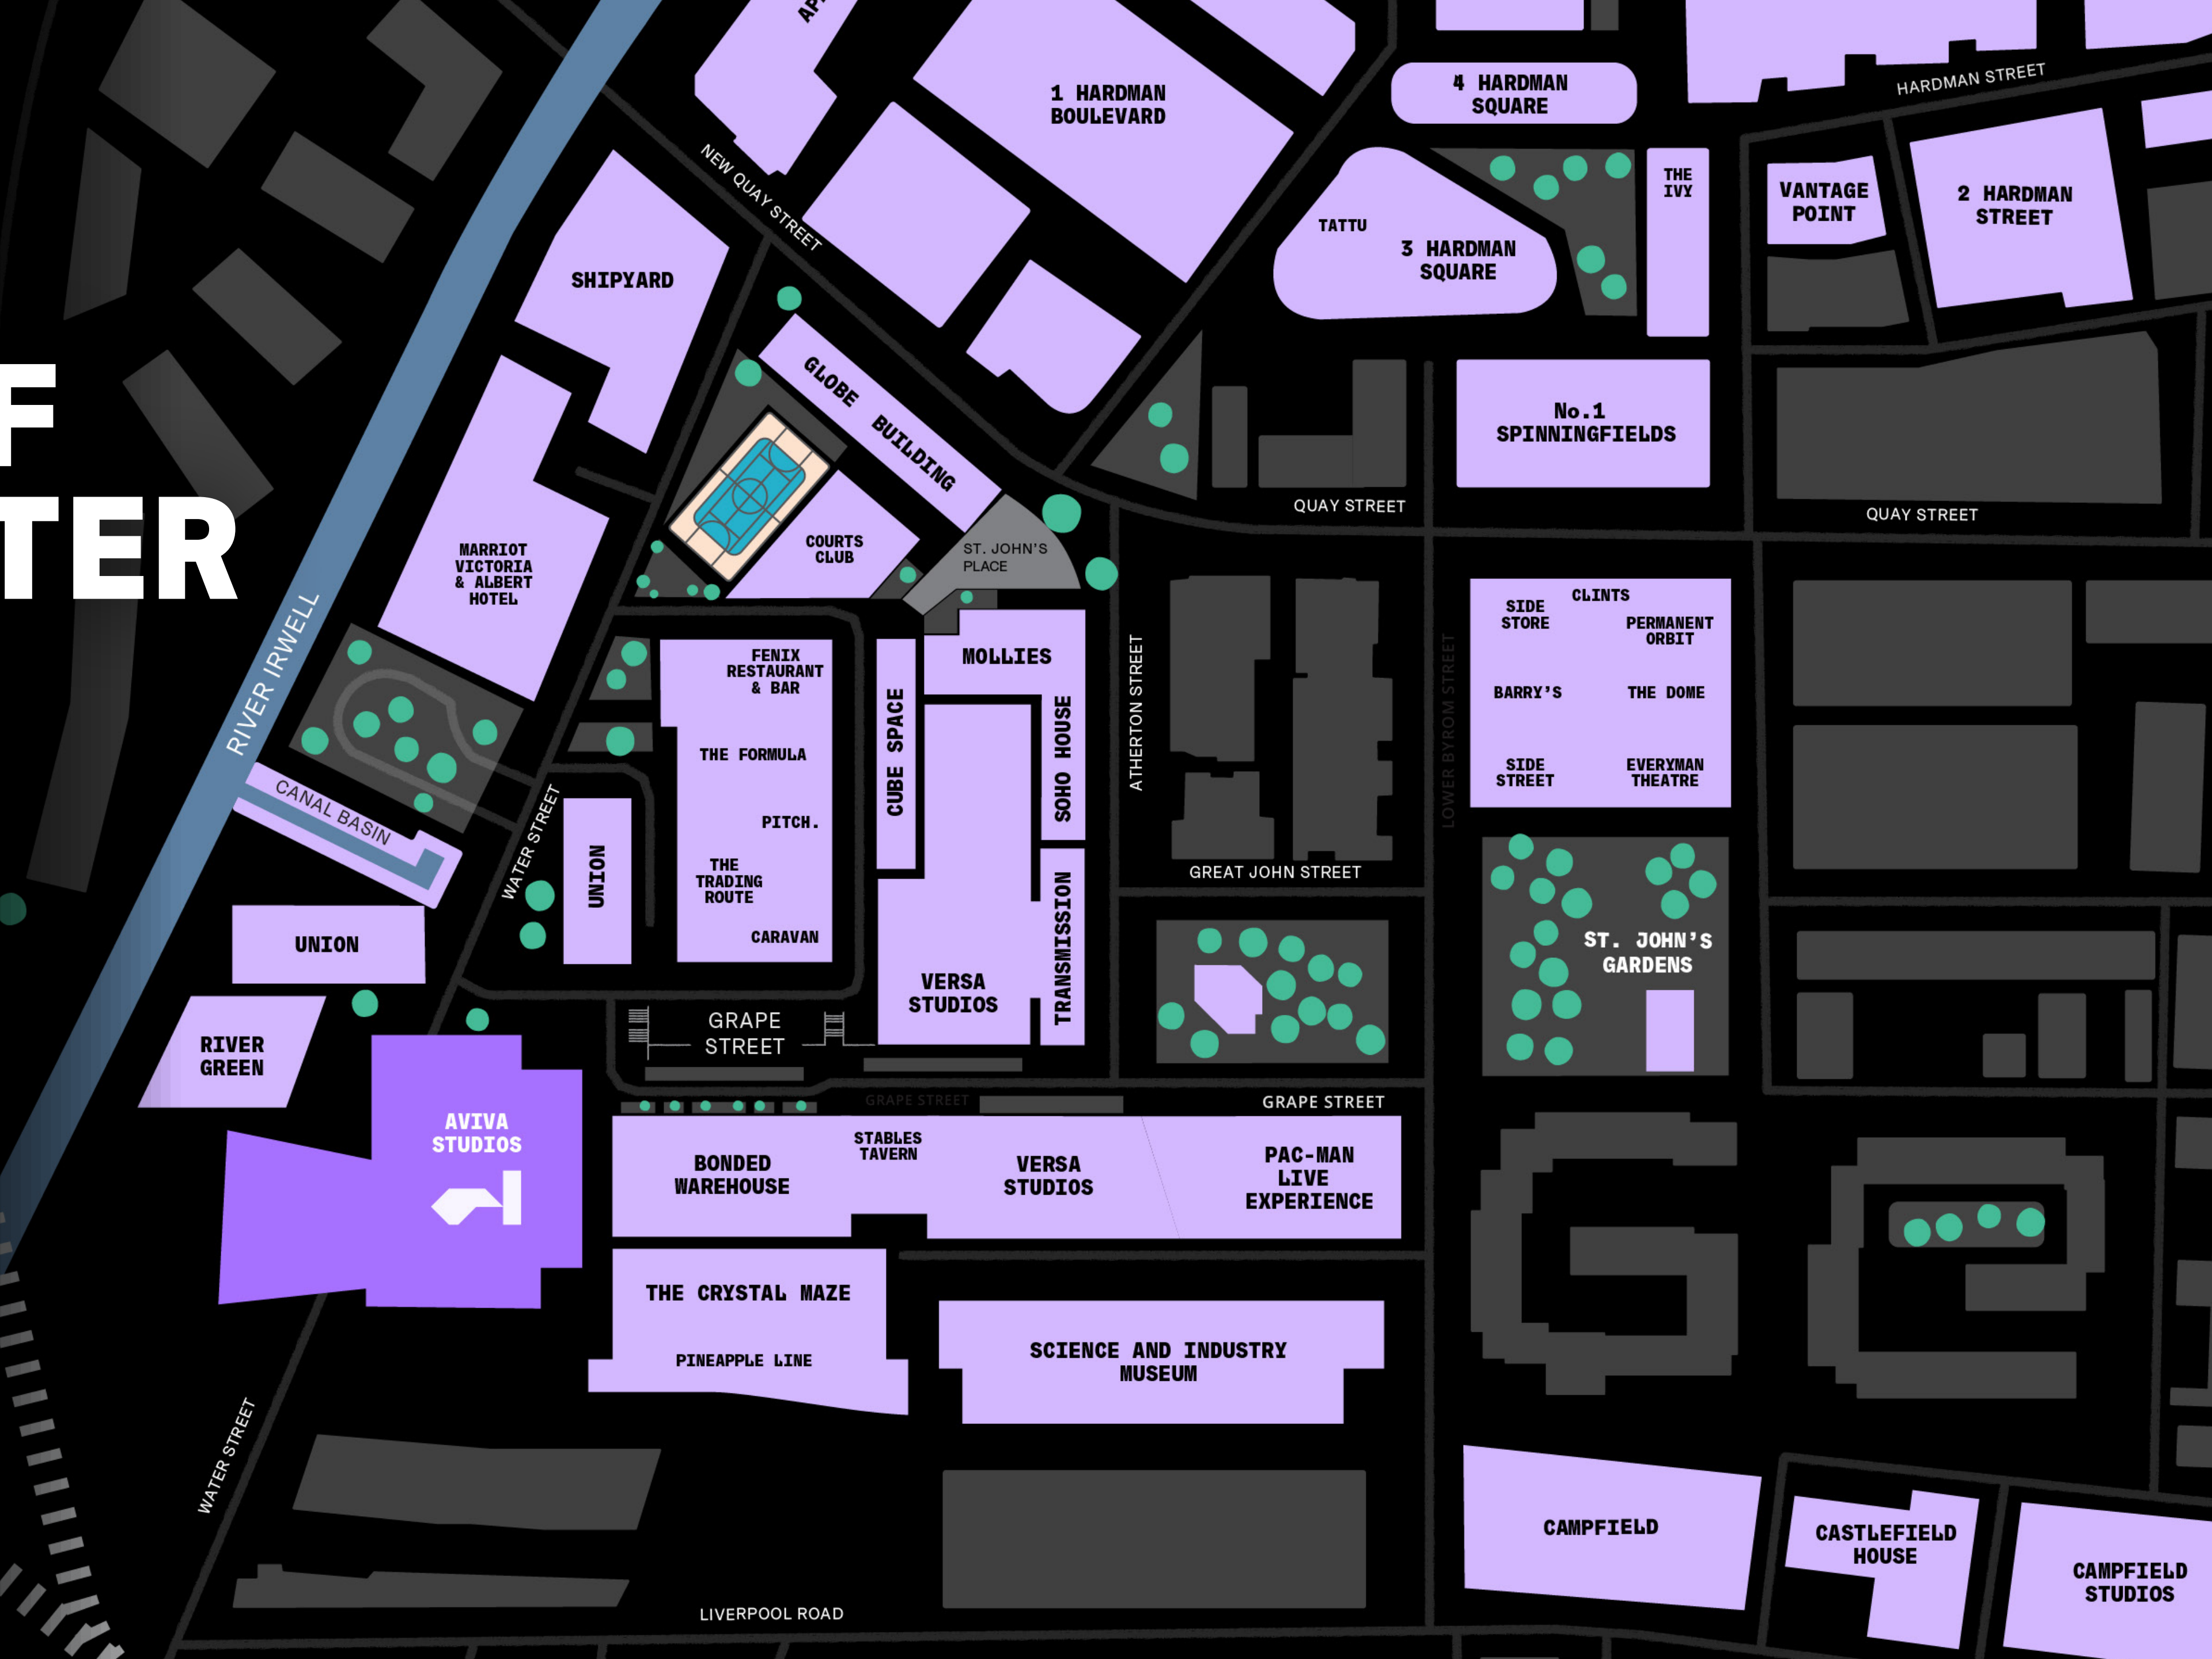 AP
1 HARDMAN
BOULEVARD
4 HARDMAN
SQUARE
HARDMAN STREET
NEW QUAY STREET
THE
IVY
VANTAGE
POINT
2 HARDMAN
STREET
TATTU
3 HARDMAN
SQUARE
SHIPYARD
F
TER
GLOBE BUILDING
No.1
SPINNINGFIELDS
QUAY STREET
QUAY STREET
MARRIOT
VICTORIA
& ALBERT
HOTEL
COURTS
CLUB
ST. JOHN'S
PLACE
RIVER IRWELL
CLINTS
SIDE
STORE
PERMANENT
ORBIT
BARRY'S
THE DOME
SIDE
STREET
EVERYMAN
THEATRE
FENIX
RESTAURANT
& BAR
THE FORMULA
PITCH.
THE
TRADING
ROUTE
CARAVAN
MOLLIES
CUBE SPACE
SOHO HOUSE
ATHERTON STREET
LOWER BYROM STREET
CANAL BASIN
WATER STREET
UNION
UNION
GREAT JOHN STREET
TRANSMISSION
VERSA
STUDIOS
ST. JOHN'S
GARDENS
GRAPE
STREET
RIVER
GREEN
AVIVA
STUDIOS
GRAPE STREET
GRAPE STREET
BONDED
WAREHOUSE
STABLES
TAVERN
VERSA
STUDIOS
PAC-MAN
LIVE
EXPERIENCE
THE CRYSTAL MAZE
PINEAPPLE LINE
SCIENCE AND INDUSTRY
MUSEUM
WATER STREET
CAMPFIELD
CASTLEFIELD
HOUSE
CAMPFIELD
STUDIOS
LIVERPOOL ROAD